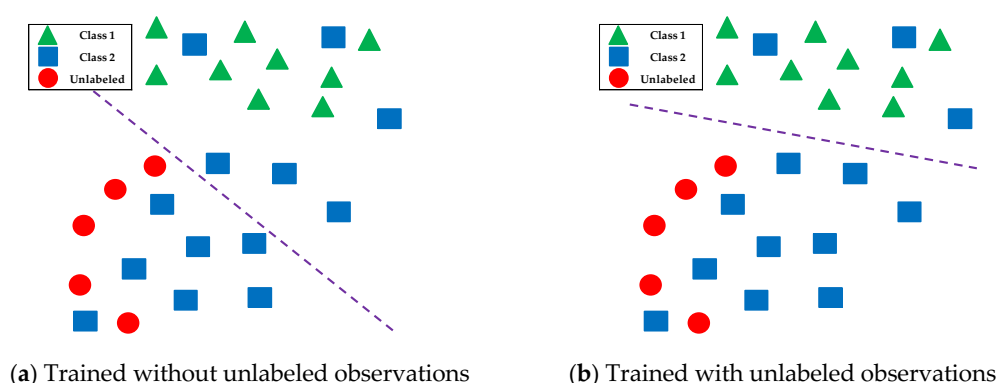 Class 1
Class 2
Unlabeled
Class 1
Class 2
Unlabeled
(a) Trained without unlabeled observations
(b) Trained with unlabeled observations